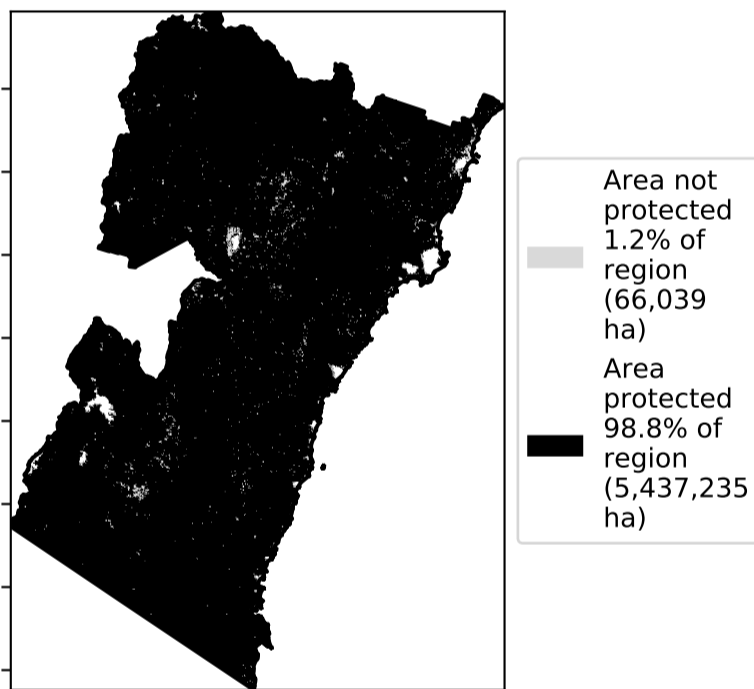 Area not
protected
1.2% of
region
(66,039
ha)
Area
protected
98.8% of
region
(5,437,235
ha)